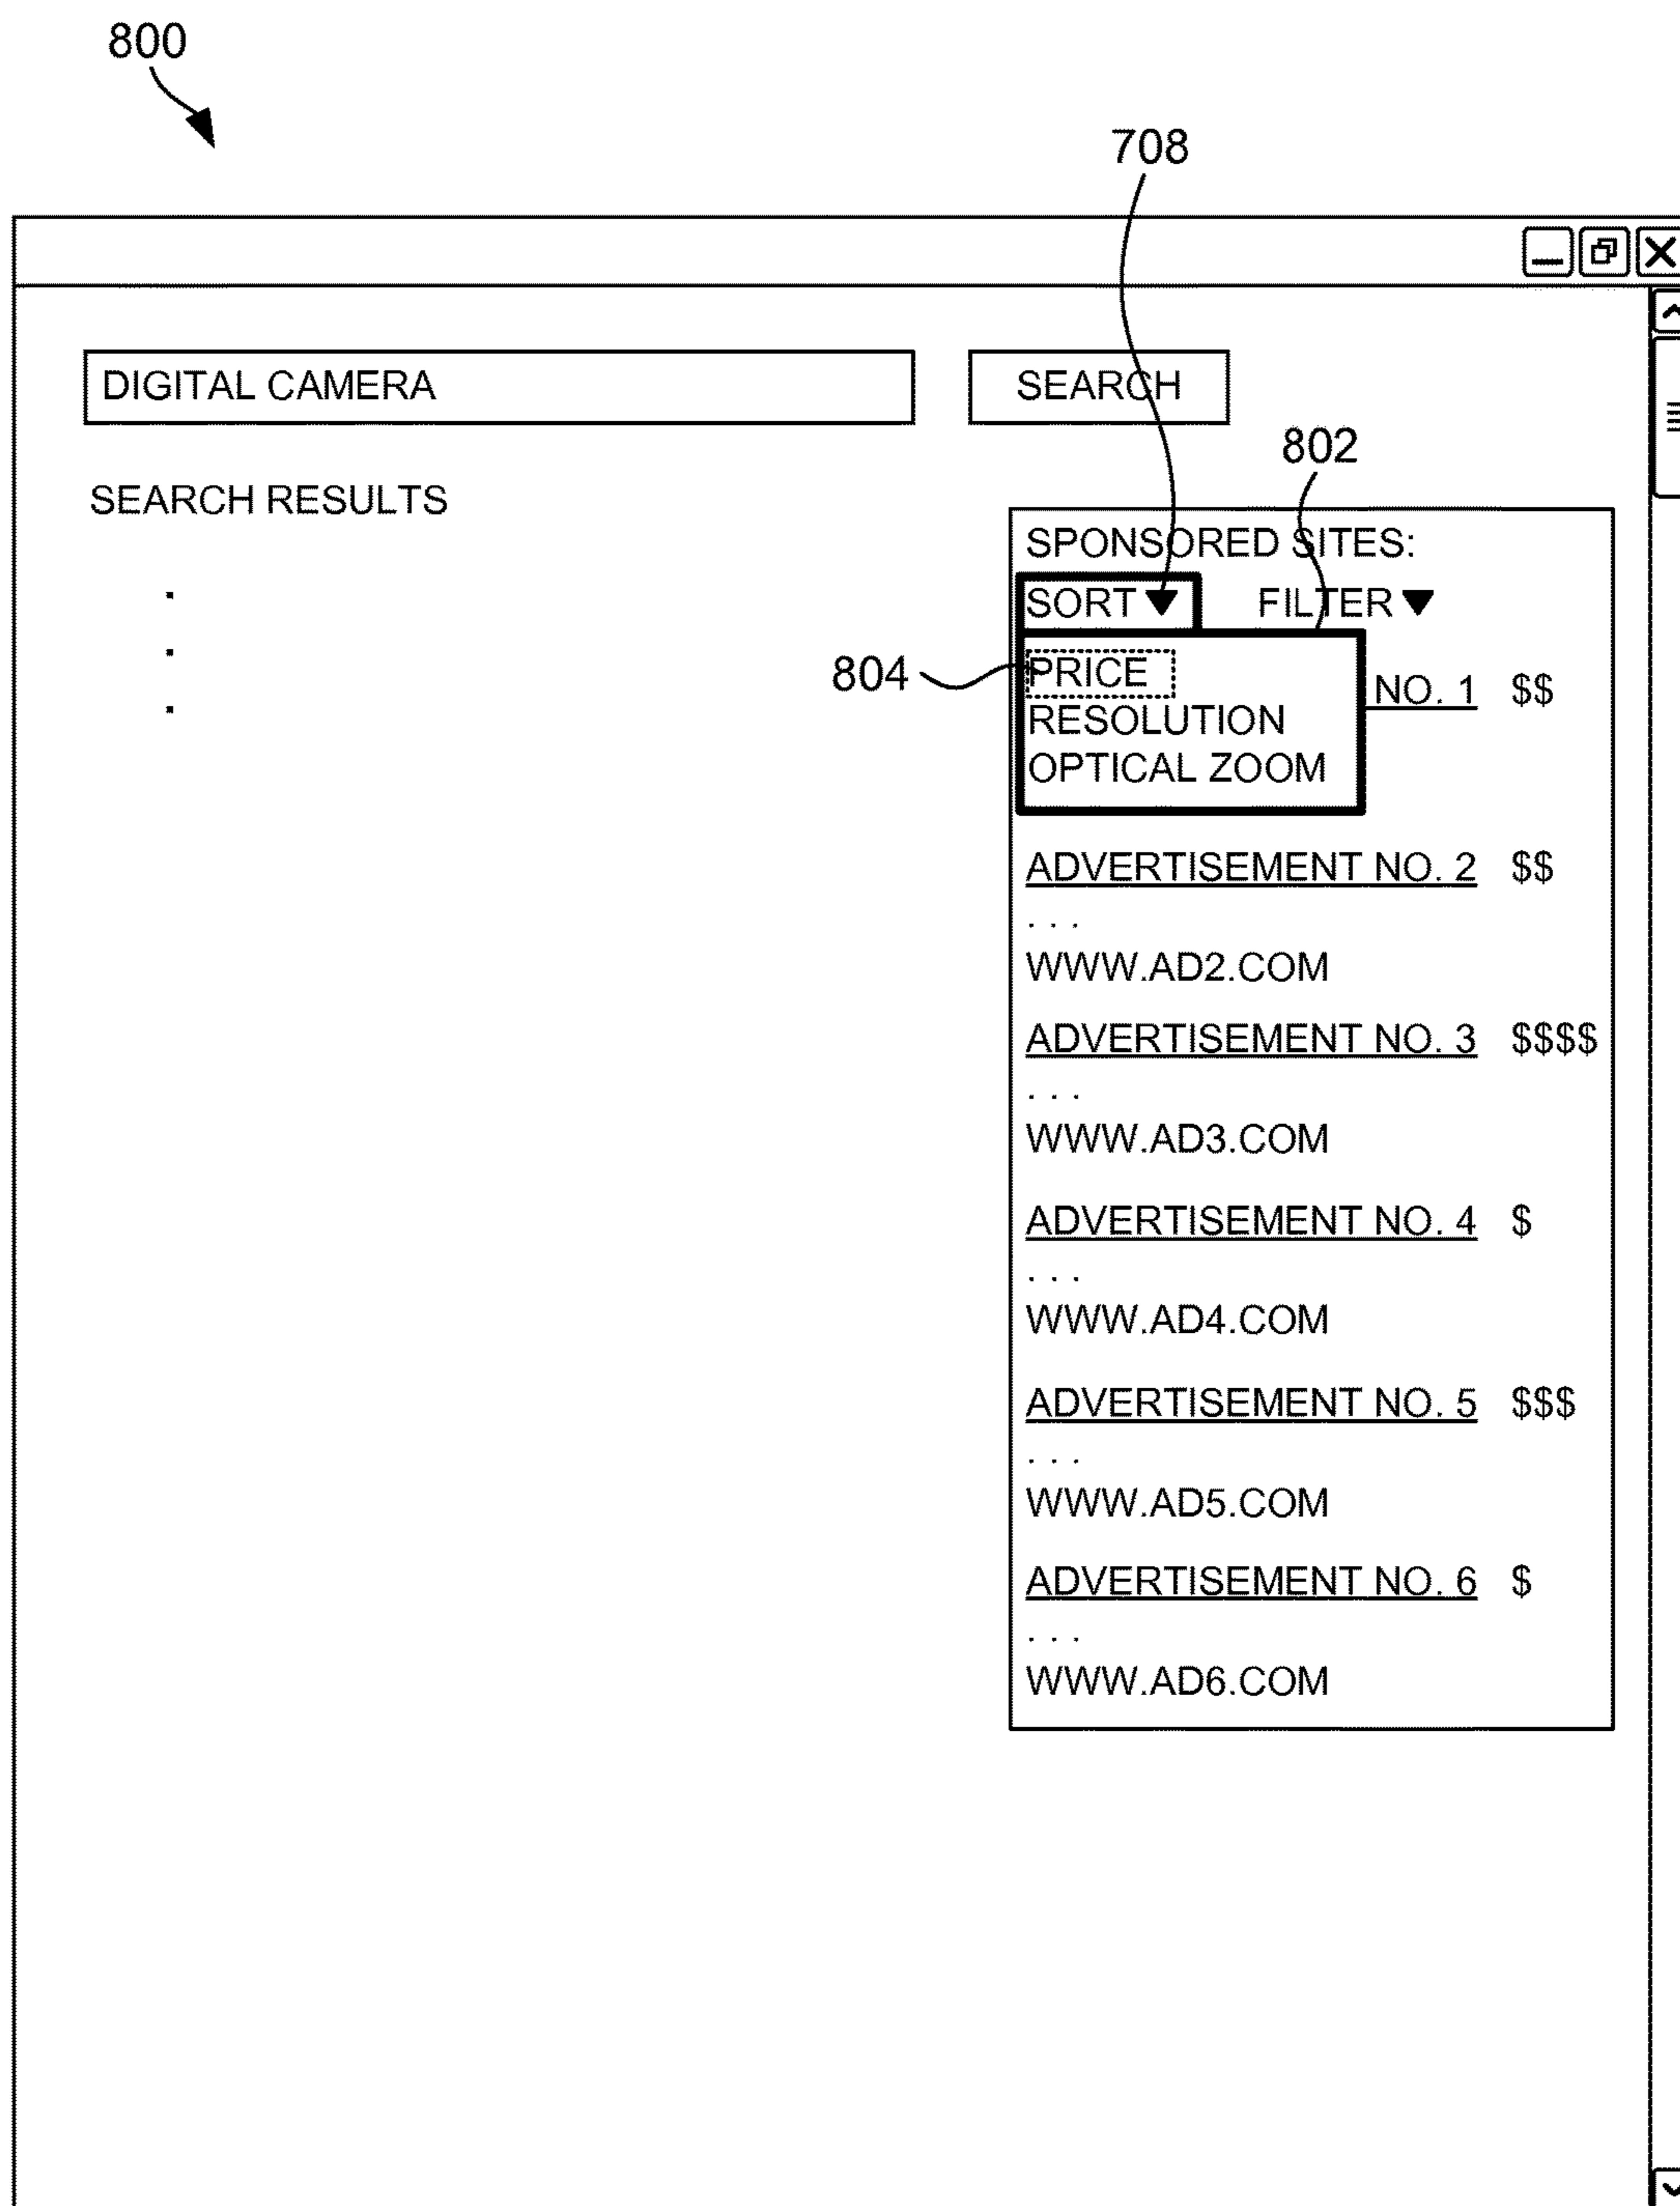 800
708
DIGITAL CAMERA
SEARCH
802
SEARCH RESULTS
SPONSORED SITES:
SORT ▼ FILTER ▼
804
PRICE
NO. 1 $$
RESOLUTION
OPTICAL ZOOM
ADVERTISEMENT NO. 2 $$
. . .
WWW.AD2.COM
ADVERTISEMENT NO. 3 $$$$
. . .
WWW.AD3.COM
ADVERTISEMENT NO. 4 $
. . .
WWW.AD4.COM
ADVERTISEMENT NO. 5 $$$
. . .
WWW.AD5.COM
ADVERTISEMENT NO. 6 $
. . .
WWW.AD6.COM